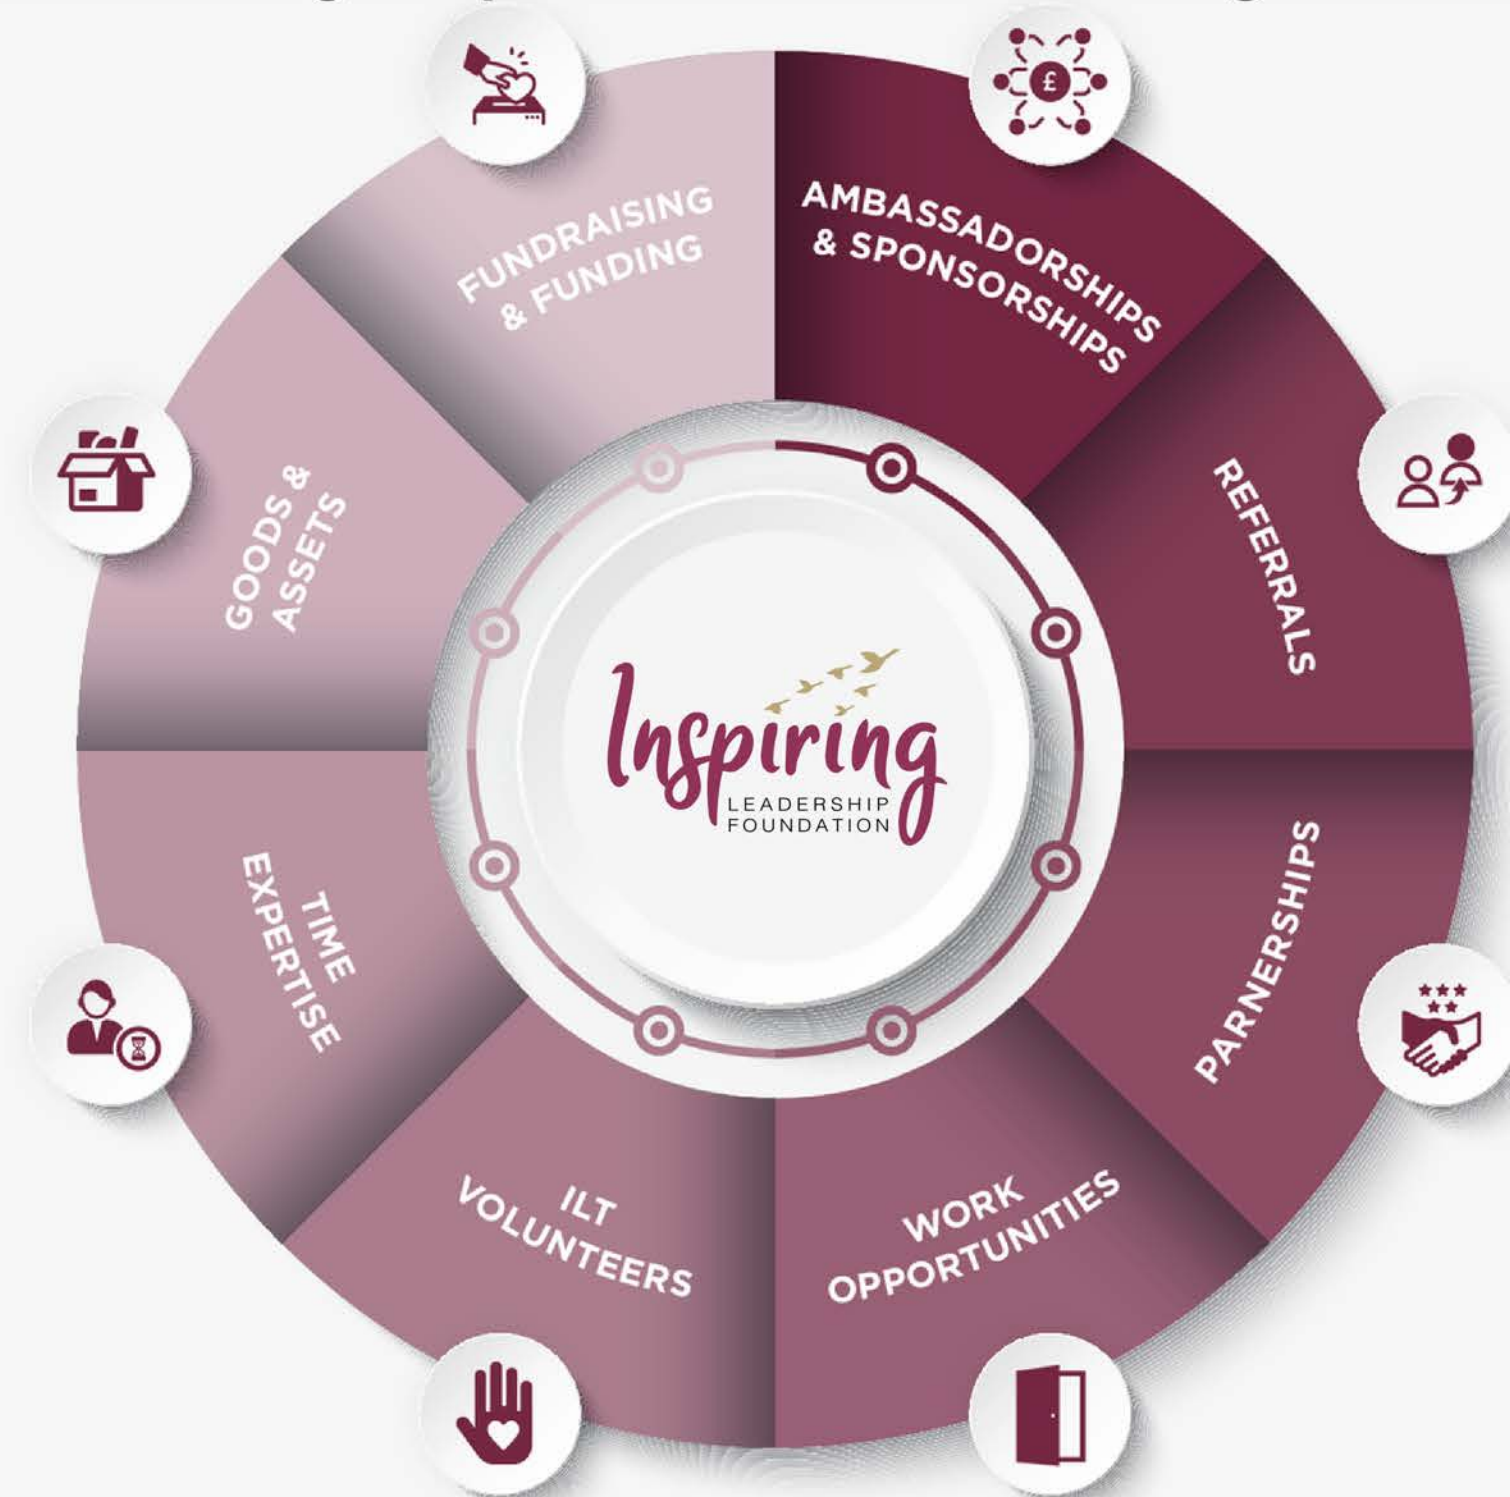 AMBASSADORSHIPS
& SPONSORSHIPS
REFERRALS
PARNERSHIPS
WORK
OPPORTUNITIES
ILT
VOLUNTEERS
TIME
EXPERTISE
GOODS &
ASSETS
FUNDRAISING
& FUNDING
£
Inspiring
LEADERSHIP
FOUNDATION